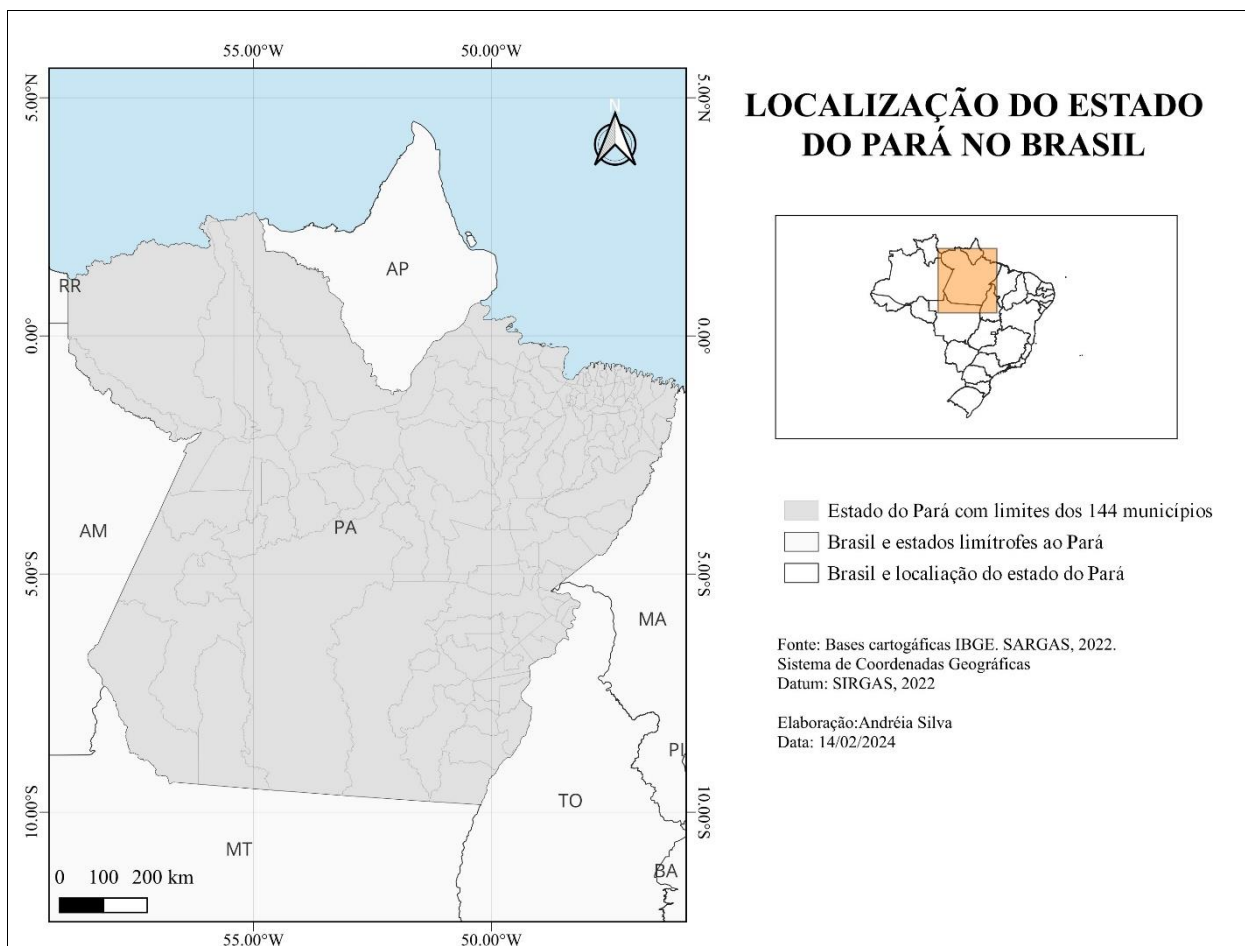 55.00°W 50.00°W
5.00°N
5.00°N
N
LOCALIZAÇÃO DO ESTADO
DO PARÁ NO BRASIL
AP
RR
0.00°
0.00°
PA
AM
Estado do Pará com limites dos 144 municípios
Brasil e estados limítrofes ao Pará
Brasil e localiação do estado do Pará
5.00°S
5.00°S
MA
Fonte: Bases cartogáficas IBGE. SARGAS, 2022.
Sistema de Coordenadas Geográficas
Datum: SIRGAS, 2022
Elaboração:Andréia Silva
Data: 14/02/2024
PI
TO
10.00°S
10.00°S
MT
BA
0 100 200 km
55.00°W 50.00°W